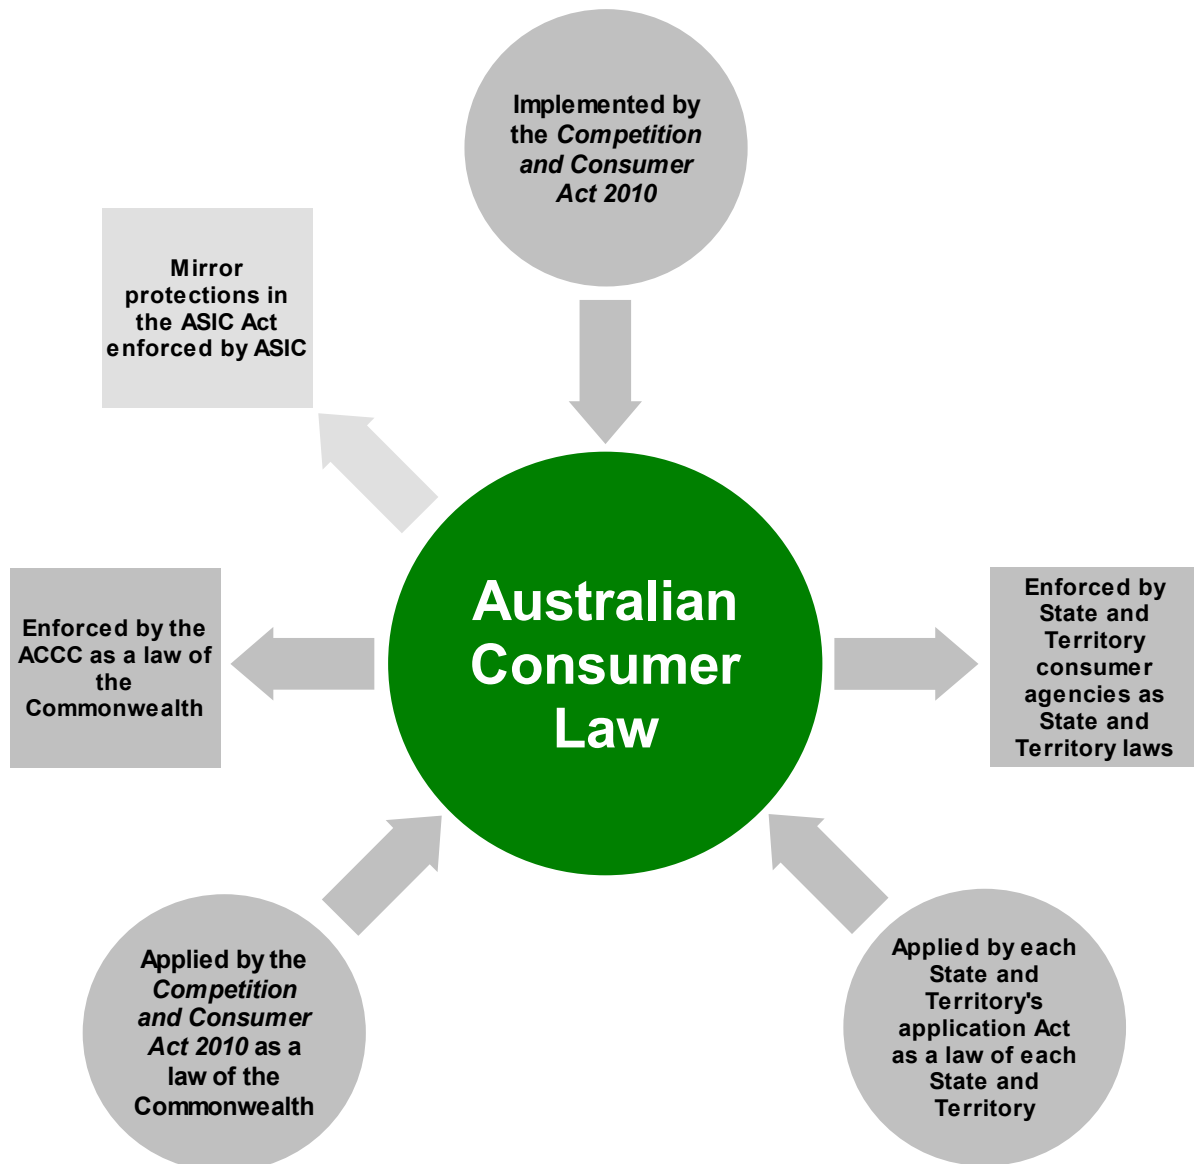 Implemented by
the Competition
and Consumer
Act 2010
Mirror
protections in
the ASIC Act
enforced by ASIC
Australian
Consumer
Law
Enforced by the
ACCC as a law of
the
Commonwealth
Enforced by
State and
Territory
consumer
agencies as
State and
Territory laws
Applied by the
Competition
and Consumer
Act 2010 as a
law of the
Commonwealth
Applied by each
State and
Territory's
application Act
as a law of each
State and
Territory